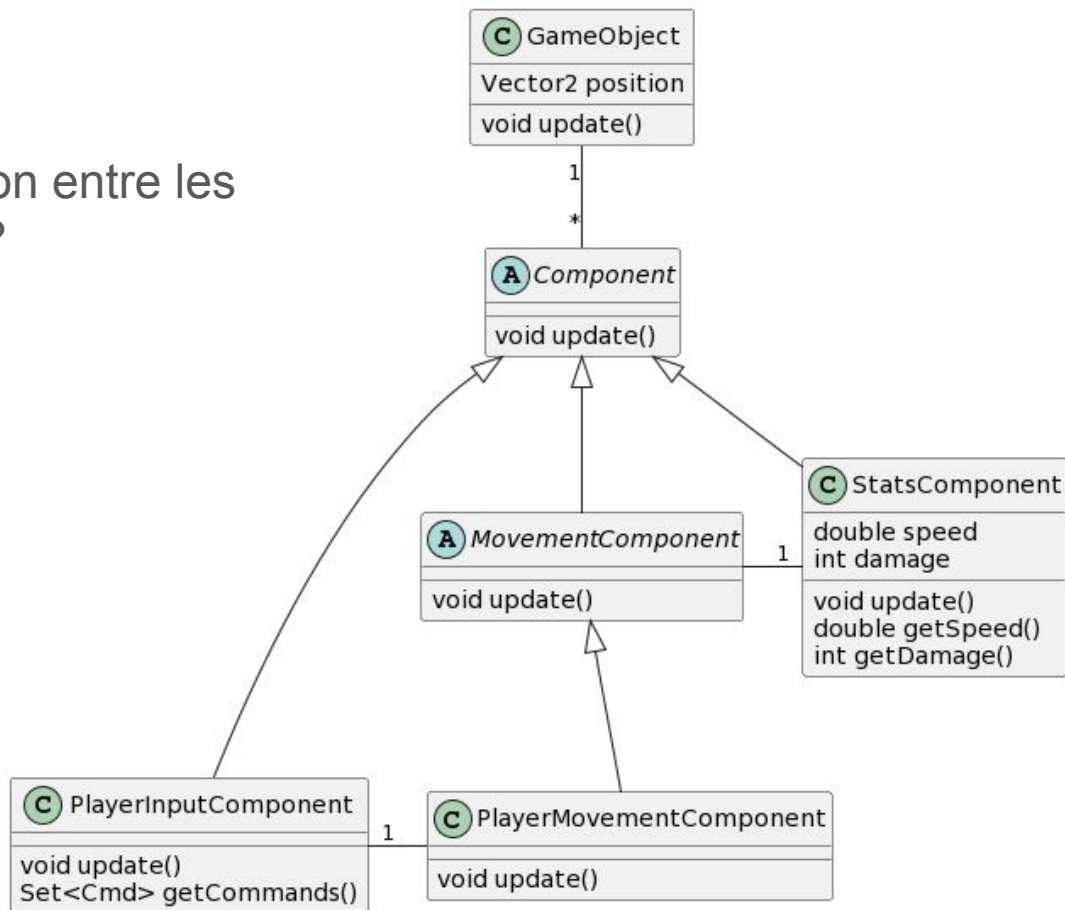 C GameObject
Vector2 position
void update()
on entre les
?
1
*
A Component
void update()
C StatsComponent
double speed
int damage
void update()
double getSpeed()
int getDamage()
A MovementComponent
void update()
1
C PlayerInputComponent
void update()
Set<Cmd> getCommands()
1
C PlayerMovementComponent
void update()